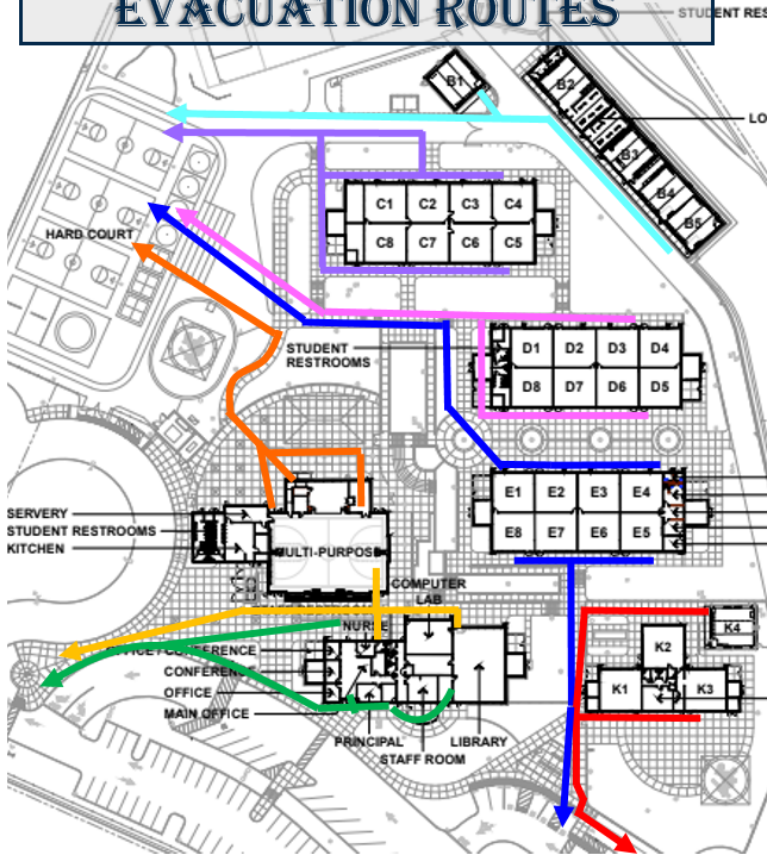 EVACUATION ROUTES
STUDENT RES
B1
B2
LO
B3
B4
B5
C1 C2 C3 C4
C8 C7 C6 C5
HARD COURT
STUDENT
RESTROOMS
D1 D2 D3 D4
D8 D7 D6 D5
E1 E2 E3 E4
E8 E7 E6 E5
SERVERY
STUDENT RESTROOMS
KITCHEN
MULTI-PURPOSE
COMPUTER
LAB
NURSE
OFFICE / CONFERENCE
CONFERENCE
OFFICE
MAIN OFFICE
PRINCIPAL
STAFF ROOM
LIBRARY
K4
K2
K1 K3